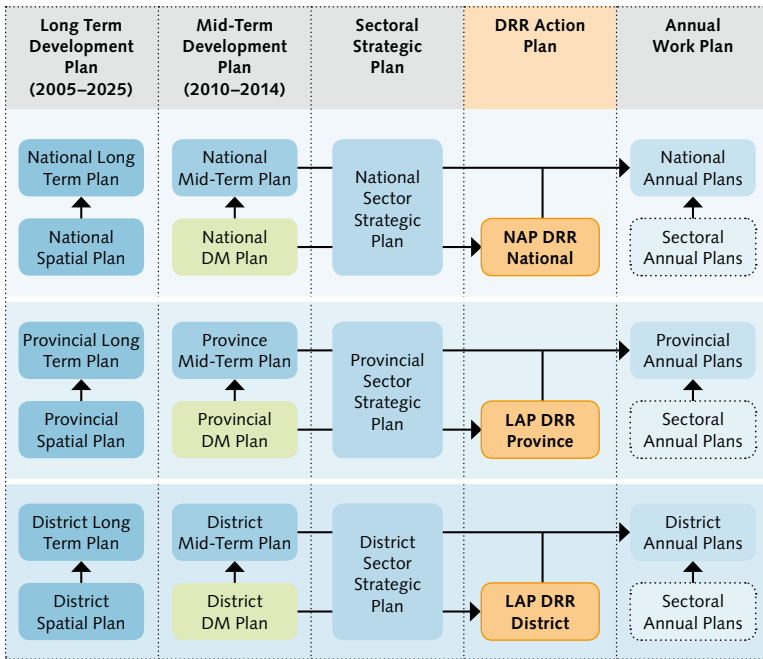 Long Term
Development
Plan
(2005–2025)
Mid-Term
Development
Plan
(2010–2014)
Sectoral
Strategic
Plan
DRR Action
Plan
Annual
Work Plan
National Long
Term Plan
National
Spatial Plan
National
Mid-Term Plan
National
DM Plan
National
Sector
Strategic
Plan
NAP DRR
National
National
Annual Plans
Sectoral
Annual Plans
Provincial Long
Term Plan
Provincial
Spatial Plan
Province
Mid-Term Plan
Provincial
DM Plan
Provincial
Sector
Strategic
Plan
LAP DRR
Province
Provincial
Annual Plans
Sectoral
Annual Plans
District Long
Term Plan
District
Spatial Plan
District
Mid-Term Plan
District
DM Plan
District
Sector
Strategic
Plan
LAP DRR
District
District
Annual Plans
Sectoral
Annual Plans